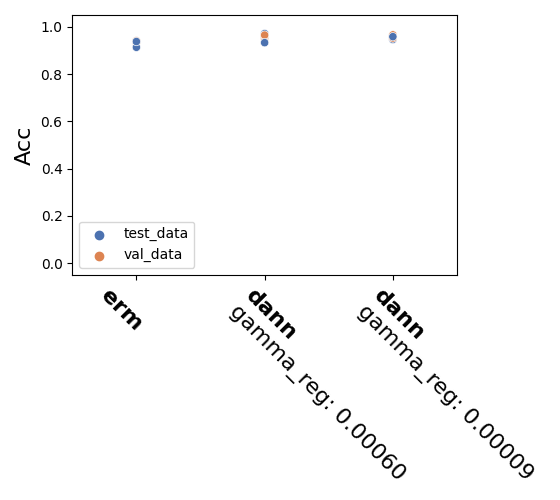 1.0
0.8
0.6
0.4
0.2
0.0
Acc
test_data
val_data
erm
dann
gamma_reg: 0.00060
dann
gamma_reg: 0.00009